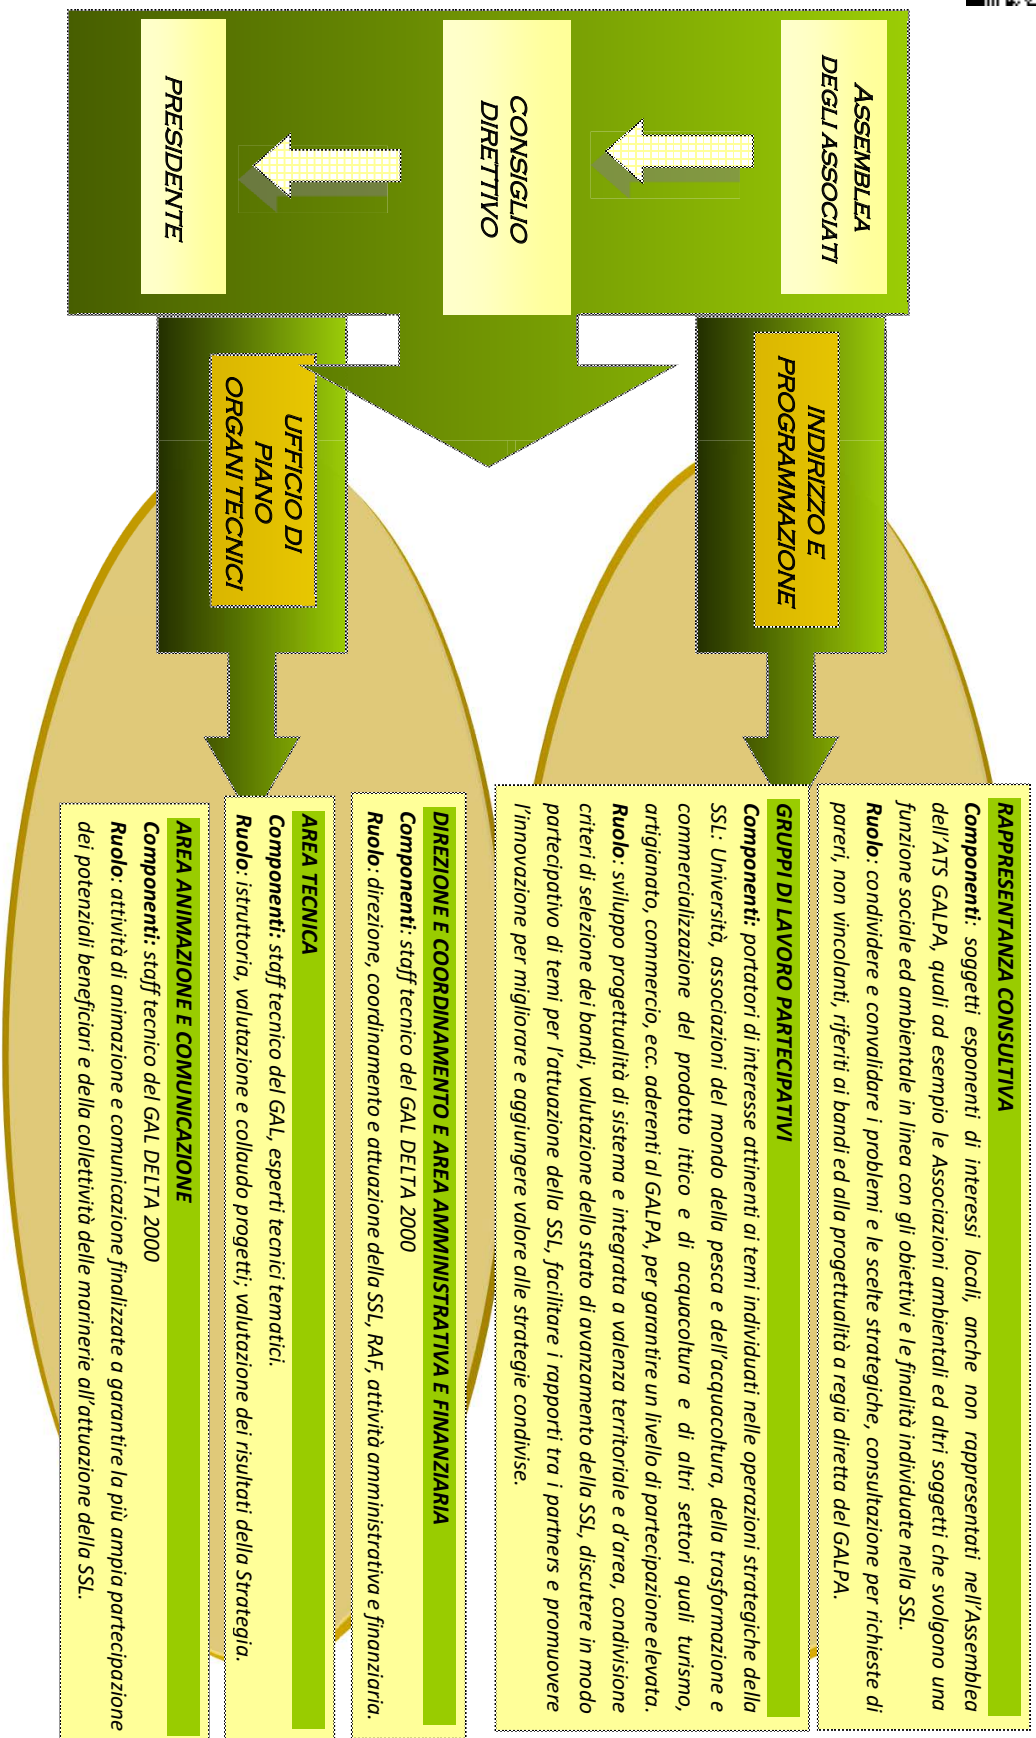 ASSEMBLEA
DEGLI ASSOCIATI
CONSIGLIO
DIRETTIVO
PRESIDENTE
INDIRIZZO E
PROGRAMMAZIONE
UFFICIO DI
PIANO
ORGANI TECNICI
RAPPRESENTANZA CONSULTIVA
Componenti: soggetti esponenti di interessi locali, anche non rappresentati nell'Assemblea
dell'ATS GALPA, quali ad esempio le Associazioni ambientali ed altri soggetti che svolgono una
funzione sociale ed ambientale in linea con gli obiettivi e le finalità individuate nella SSL.
Ruolo: condividere e convalidare i problemi e le scelte strategiche, consultazione per richieste di
pareri, non vincolanti, riferiti ai bandi ed alla progettualità a regia diretta del GALPA.
GRUPPI DI LAVORO PARTECIPATIVI
Componenti: portatori di interesse attinenti ai temi individuati nelle operazioni strategiche della
SSL: Università, associazioni del mondo della pesca e dell'acquacoltura, della trasformazione e
commercializzazione del prodotto ittico e di acquacoltura e di altri settori quali turismo,
artigianato, commercio, ecc. aderenti al GALPA, per garantire un livello di partecipazione elevata.
Ruolo: sviluppo progettualità di sistema e integrata a valenza territoriale e d'area, condivisione
criteri di selezione dei bandi, valutazione dello stato di avanzamento della SSL, discutere in modo
partecipativo di temi per l'attuazione della SSL, facilitare i rapporti tra i partners e promuovere
l'innovazione per migliorare e aggiungere valore alle strategie condivise.
DIREZIONE E COORDINAMENTO E AREA AMMINISTRATIVA E FINANZIARIA
Componenti: staff tecnico del GAL DELTA 2000
Ruolo: direzione, coordinamento e attuazione della SSL, RAF, attività amministrativa e finanziaria.
AREA TECNICA
Componenti: staff tecnico del GAL, esperti tecnici tematici.
Ruolo: istruttoria, valutazione e collaudo progetti; valutazione dei risultati della Strategia.
AREA ANIMAZIONE E COMUNICAZIONE
Componenti: staff tecnico del GAL DELTA 2000
Ruolo: attività di animazione e comunicazione finalizzate a garantire la più ampia partecipazione
dei potenziali beneficiari e della collettività delle marinerie all'attuazione della SSL.